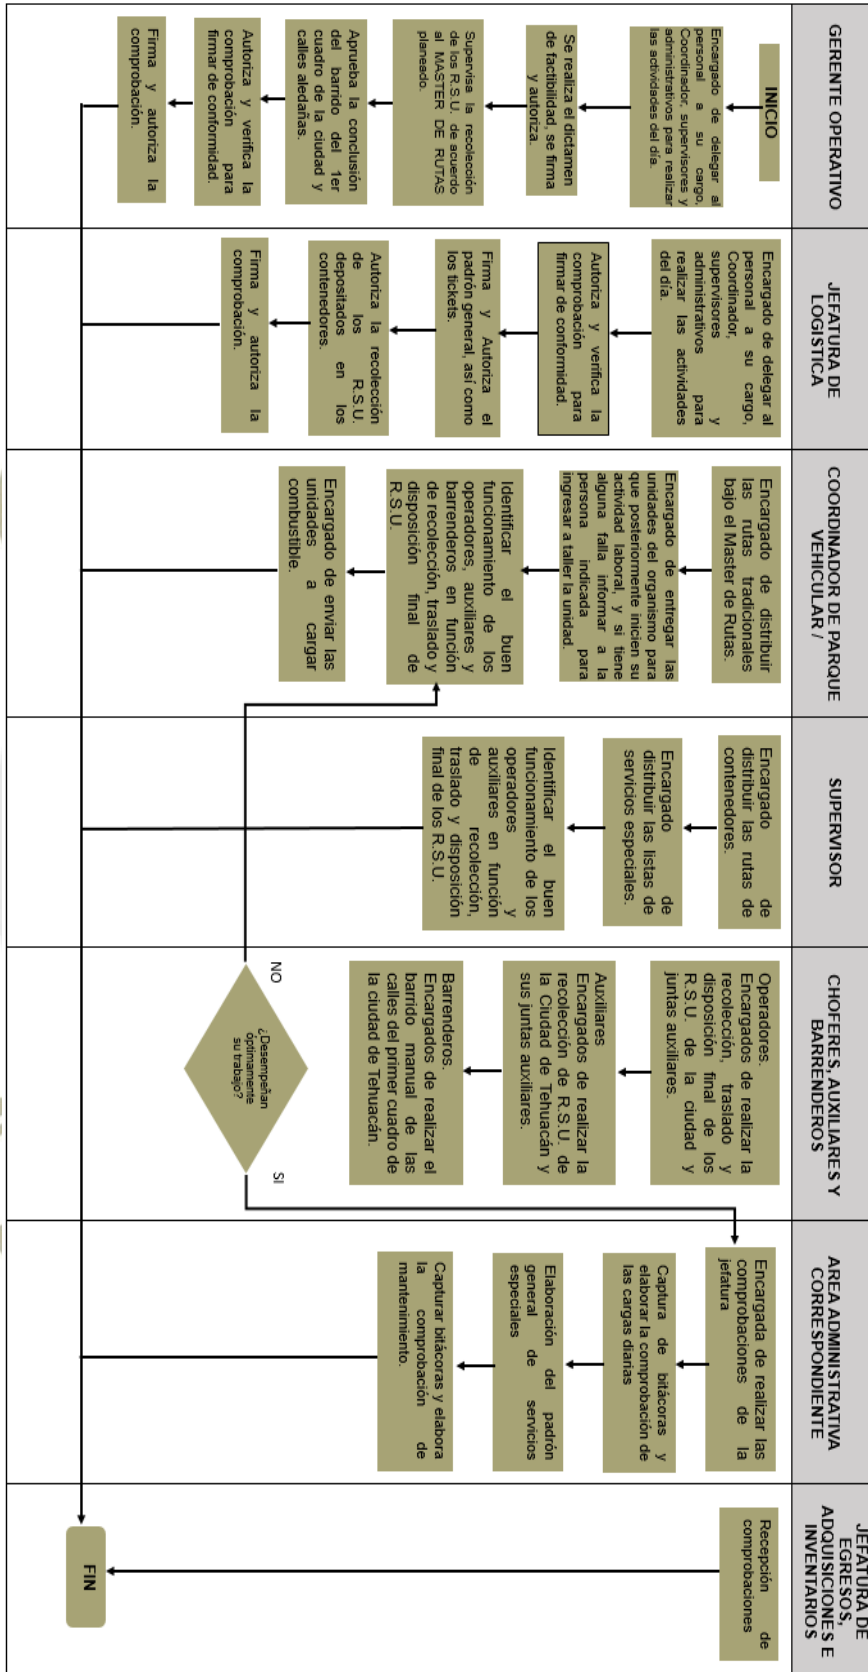 GERENTE OPERATIVO
INICIO
Encargado de delegar al
personal a su cargo,
Coordinador, supervisores y
administrativos para realizar
las actividades del día.
Se realiza el dictamen
de factibilidad, se firma
y autoriza.
Supervisa la recolección
de los R.S.U. de acuerdo
al MASTER DE RUTAS
planeado.
Aprueba la conclusión
del barrido del 1er
cuadro de la ciudad y
calles aledañas.
Autoriza y verifica la
comprobación para
firmar de conformidad.
Firma y autoriza la
comprobación.
JEFATURA DE
LOGISTICA
Encargado de delegar al
personal a su cargo,
Coordinador,
supervisores y
administrativos para
realizar las actividades
del día.
Autoriza y verifica la
comprobación para
firmar de conformidad.
Firma y Autoriza el
padrón general, así como
los tickets.
Autoriza la recolección
de los R.S.U.
depositados en los
contenedores.
Firma y autoriza la
comprobación.
COORDINADOR DE PARQUE
VEHICULAR /
Encargado de distribuir
las rutas tradicionales
bajo el Master de Rutas.
Encargado de entregar las
unidades del organismo para
que posteriormente inicien su
actividad laboral, y si tiene
alguna falla informar a la
persona indicada para
ingresar a taller la unidad.
Identificar el buen
funcionamiento de los
operadores, auxiliares y
barrenderos en función
de recolección, traslado y
disposición final de
R.S.U.
Encargado de enviar las
unidades a cargar
combustible.
SUPERVISOR
Encargado de
distribuir las rutas de
contenedores.
Encargado de
distribuir las listas de
servicios especiales.
Identificar el buen
funcionamiento de los
operadores y
auxiliares en función
de recolección,
traslado y disposición
final de los R.S.U.
CHOFERES, AUXILIARES Y
BARRENDEROS
Operadores.
Encargados de realizar la
recolección, traslado y
disposición final de los
R.S.U. de la ciudad y
juntas auxiliares.
Auxiliares
Encargados de realizar la
recolección de R.S.U. de
la Ciudad de Tehuacán y
sus juntas auxiliares.
Barrenderos.
Encargados de realizar el
barrido manual de las
calles del primer cuadro de
la ciudad de Tehuacán.
NO
¿Desempeñan
óptimamente
su trabajo?
SI
AREA ADMINISTRATIVA
CORRESPONDIENTE
Encargada de realizar las
comprobaciones de la
jefatura
Captura de bitácoras y
elaborar la comprobación de
las cargas diarias
Elaboración del padrón
general de servicios
especiales
Capturar bitácoras y elabora
la comprobación de
mantenimiento.
JEFATURA DE
EGRESOS,
ADQUISICIONES E
INVENTARIOS
Recepción de
comprobaciones
FIN